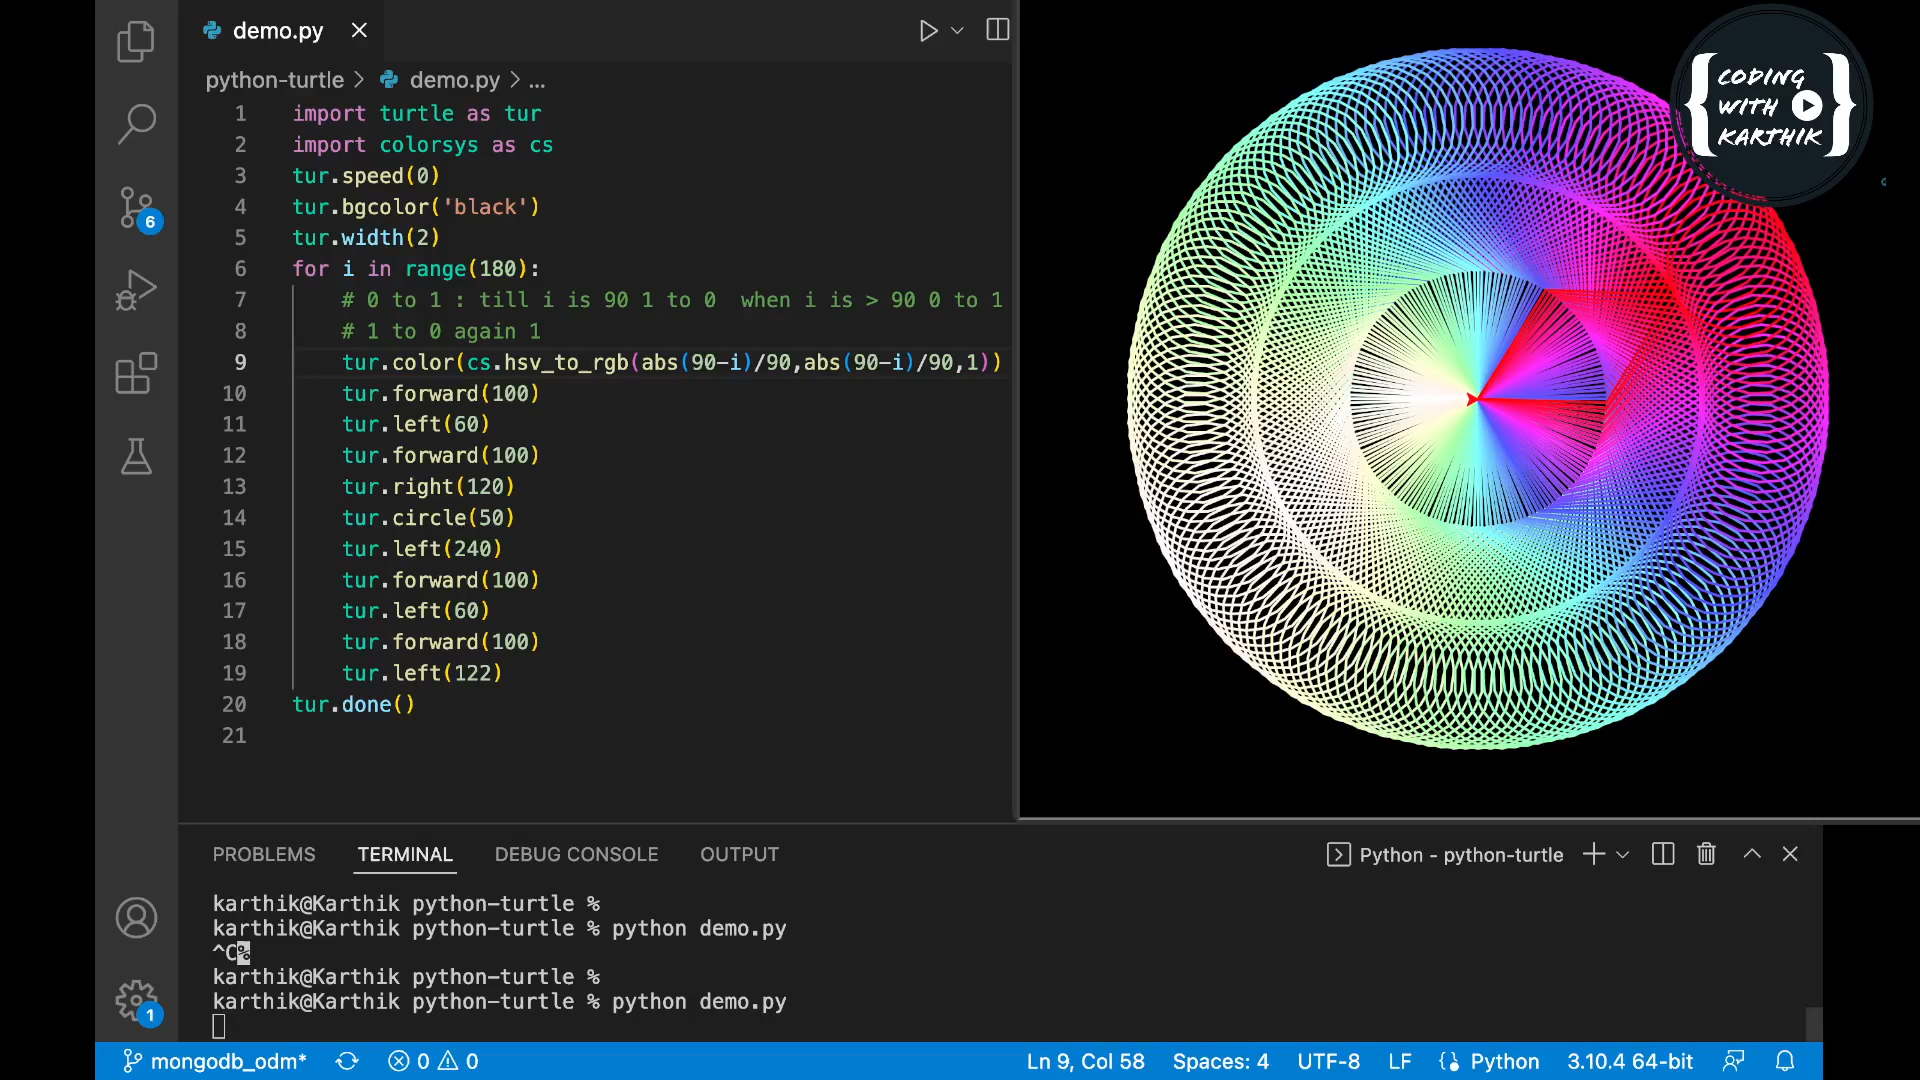 demo.py
python-turtle > demo.py > ...
1 import turtle as tur
2 import colorsys as cs
3 tur.speed(0)
4 tur.bgcolor('black')
5 tur.width(2)
6 for i in range(180):
7 # 0 to 1 : till i is 90 1 to 0  when i is > 90 0 to 1
8 # 1 to 0 again 1
9 tur.color(cs.hsv_to_rgb(abs(90-i)/90,abs(90-i)/90,1))
10 tur.forward(100)
11 tur.left(60)
12 tur.forward(100)
13 tur.right(120)
14 tur.circle(50)
15 tur.left(240)
16 tur.forward(100)
17 tur.left(60)
18 tur.forward(100)
19 tur.left(122)
20 tur.done()
21
CODING
WITH
KARTHIK
6
1
PROBLEMS TERMINAL DEBUG CONSOLE OUTPUT Python - python-turtle
karthik@Karthik python-turtle %
karthik@Karthik python-turtle % python demo.py
^C%
karthik@Karthik python-turtle %
karthik@Karthik python-turtle % python demo.py
mongodb_odm* 0 0 Ln 9, Col 58 Spaces: 4 UTF-8 LF Python 3.10.4 64-bit